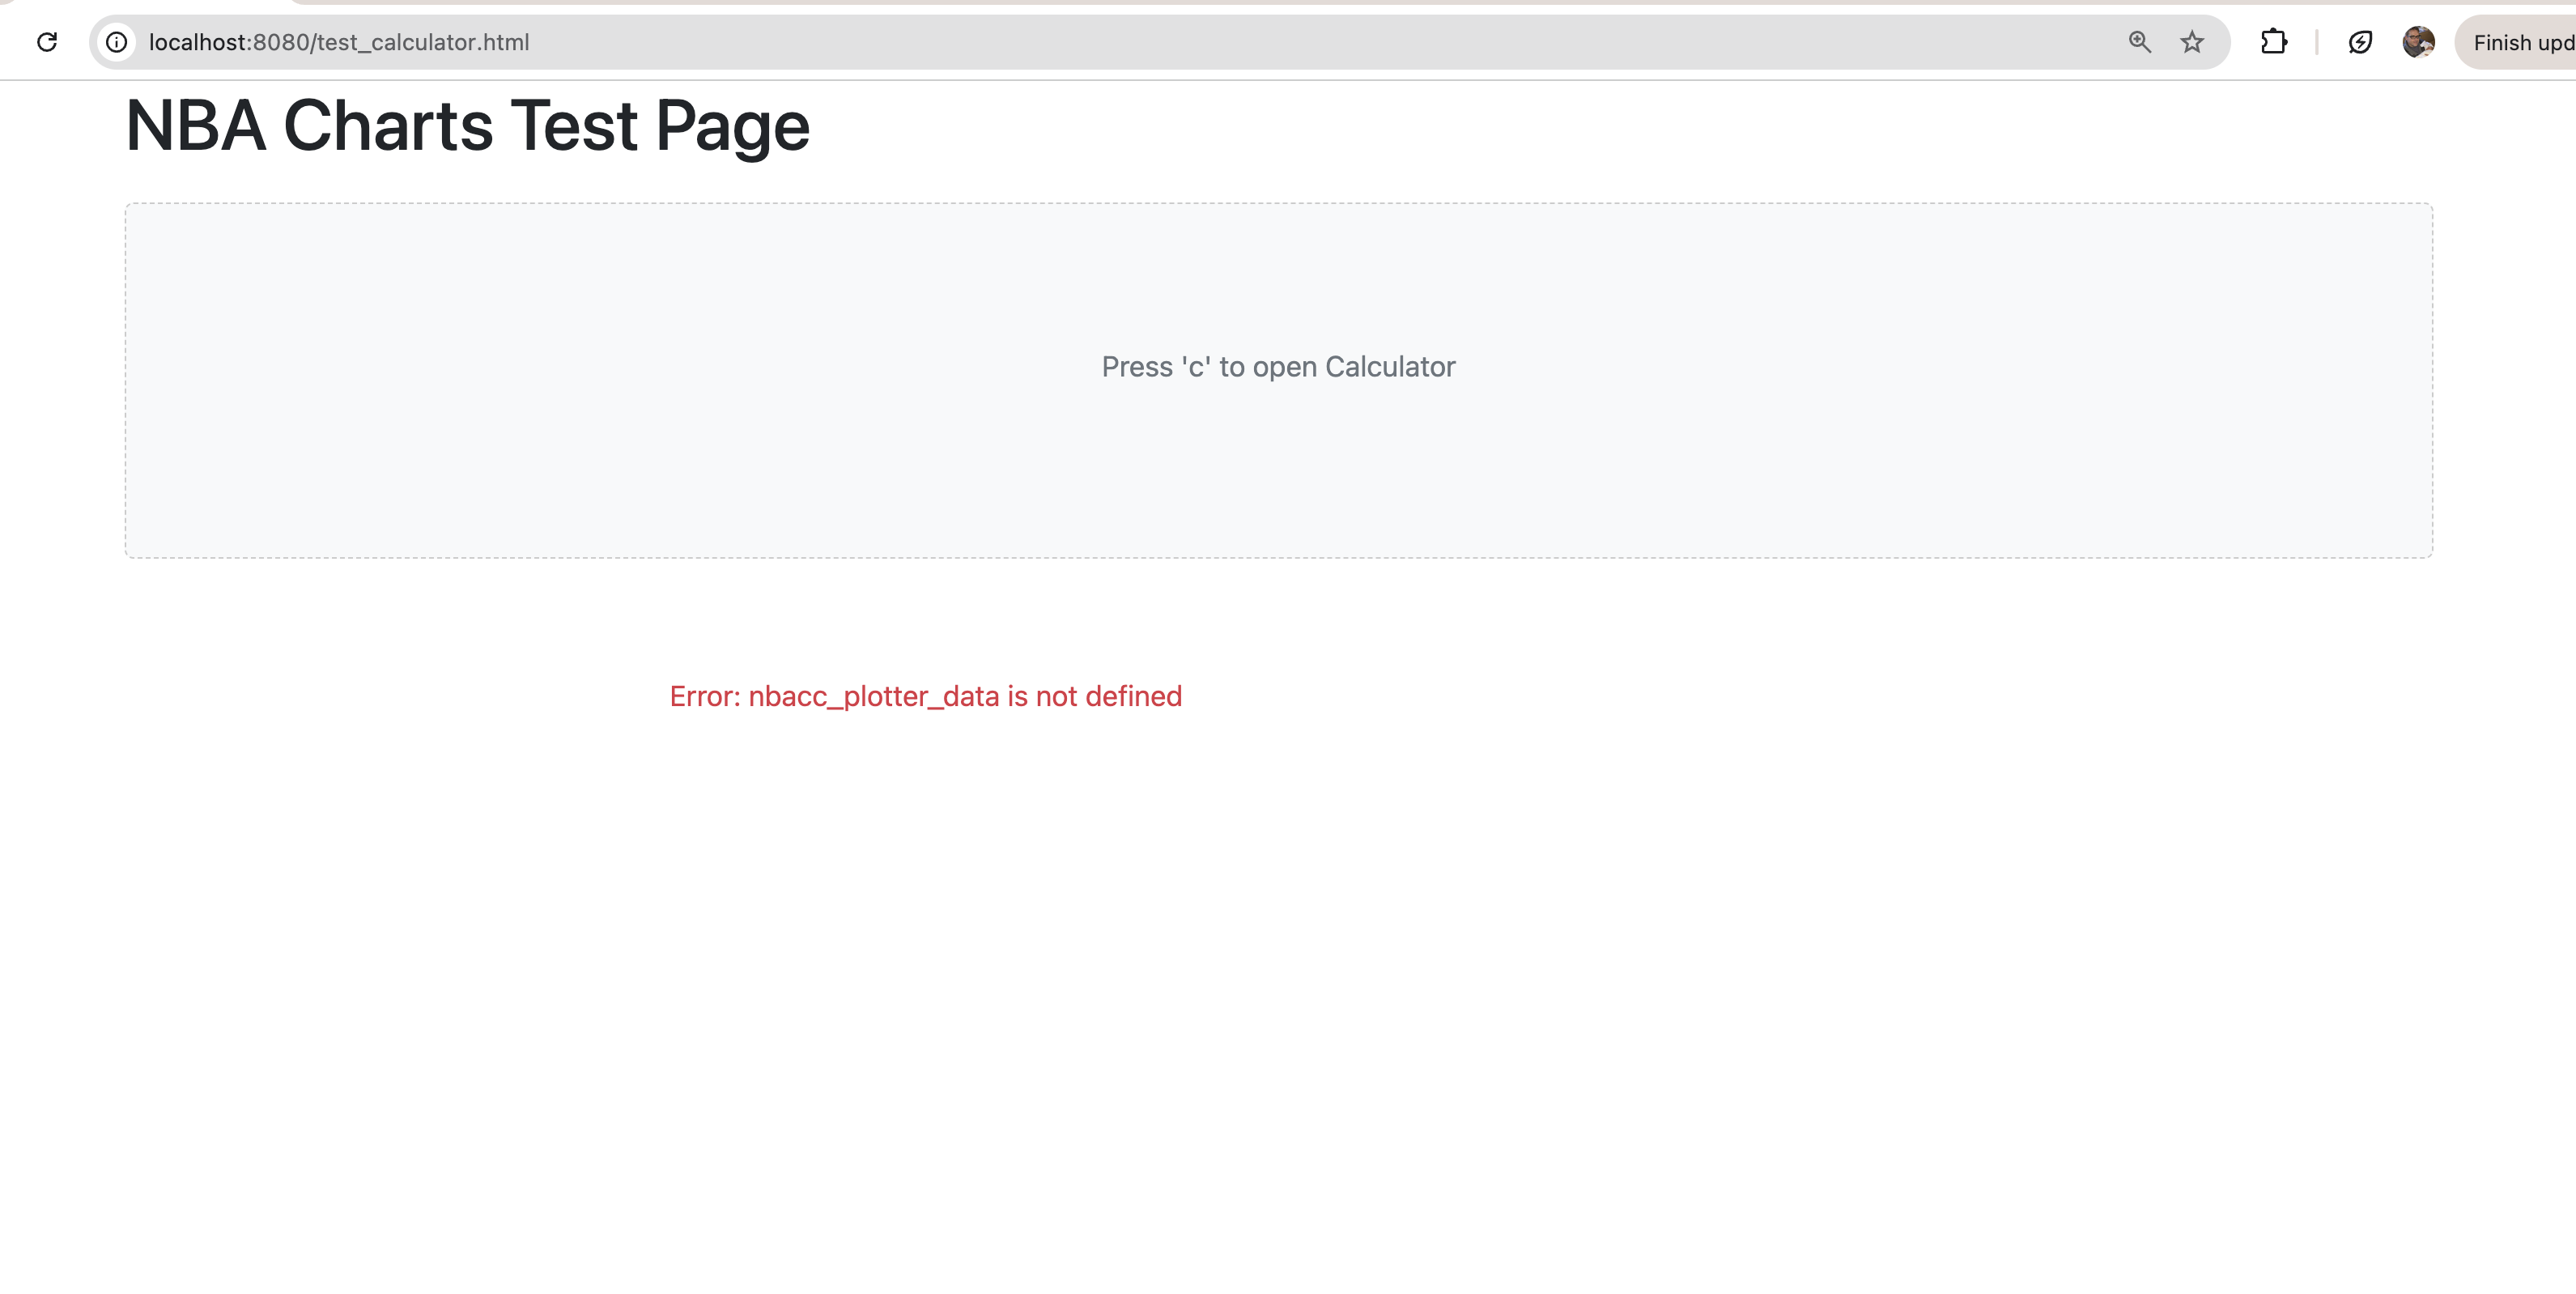 localhost:8080/test_calculator.html
Finish upd
NBA Charts Test Page
Press 'c' to open Calculator
Error: nbacc_plotter_data is not defined